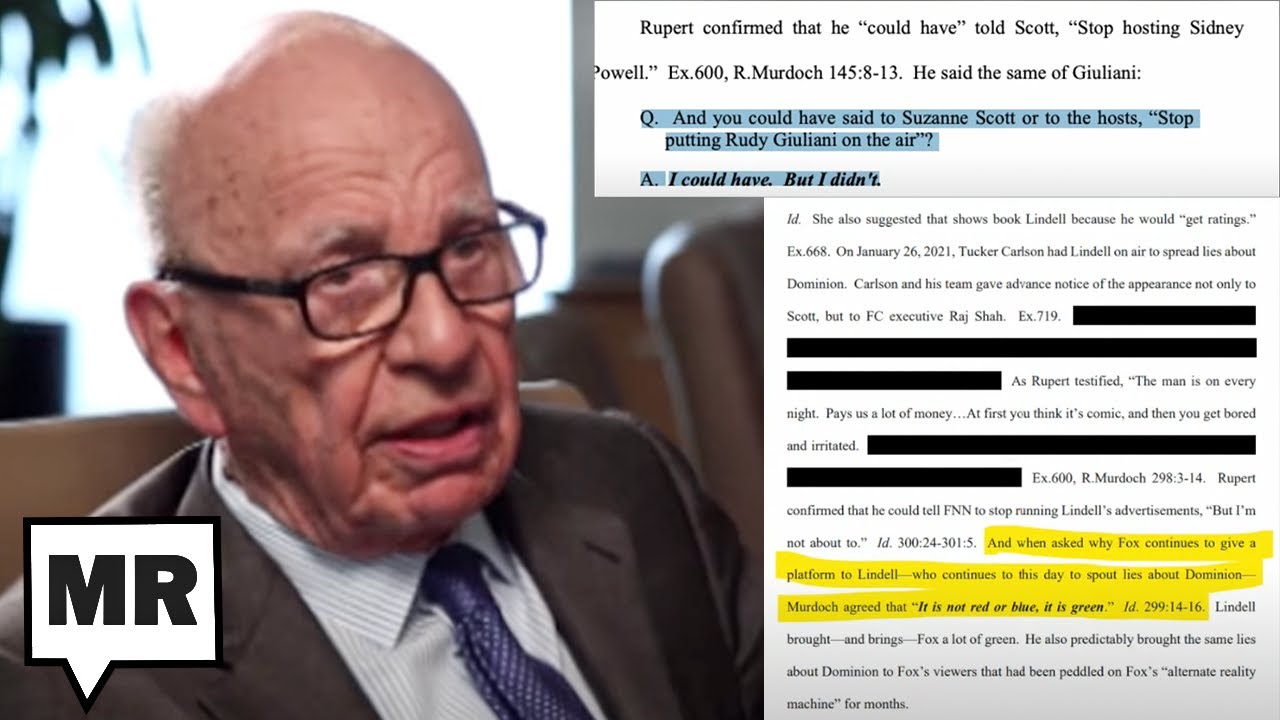 Rupert confirmed that he “could have” told Scott, “Stop hosting Sidney
Powell.” Ex.600, R.Murdoch 145:8-13. He said the same of Giuliani:
Q. And you could have said to Suzanne Scott or to the hosts, “Stop
putting Rudy Giuliani on the air”?
A. I could have. But I didn't.
Id. She also suggested that shows book Lindell because he would “get ratings.”
Ex.668. On January 26, 2021, Tucker Carlson had Lindell on air to spread lies about
Dominion. Carlson and his team gave advance notice of the appearance not only to
Scott, but to FC executive Raj Shah. Ex.719.
As Rupert testified, “The man is on every
night. Pays us a lot of money…At first you think it’s comic, and then you get bored
and irritated.
Ex.600, R.Murdoch 298:3-14. Rupert
confirmed that he could tell FNN to stop running Lindell’s advertisements, “But I’m
not about to.” Id. 300:24-301:5. And when asked why Fox continues to give a
platform to Lindell—who continues to this day to spout lies about Dominion—
Murdoch agreed that “It is not red or blue, it is green.” Id. 299:14-16. Lindell
brought—and brings—Fox a lot of green. He also predictably brought the same lies
about Dominion to Fox’s viewers that had been peddled on Fox’s “alternate reality
machine” for months.
MR